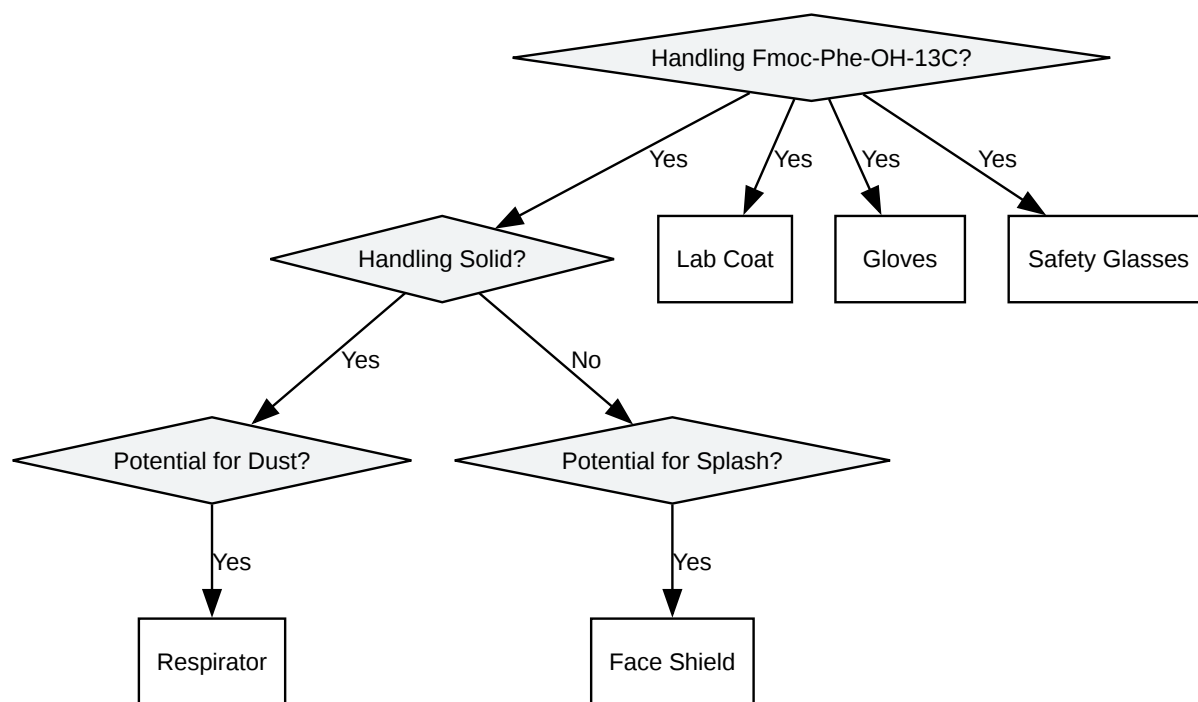 Handling Fmoc-Phe-OH-13C?
Yes
Yes
Yes
Yes
Handling Solid?
Lab Coat
Gloves
Safety Glasses
Yes
No
Potential for Dust?
Potential for Splash?
Yes
Yes
Respirator
Face Shield